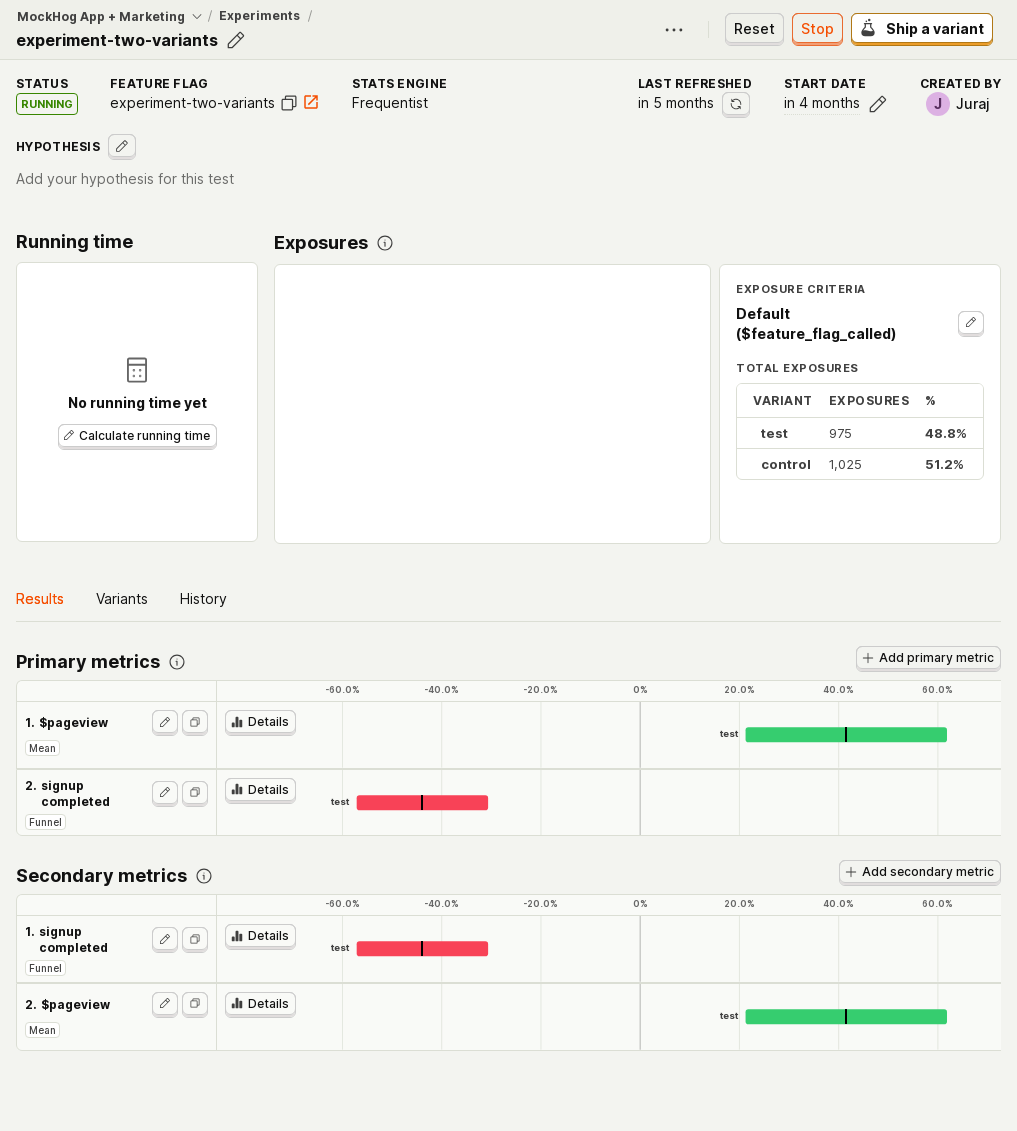 MockHog App + Marketing / Experiments /
experiment-two-variants
Reset
Stop
Ship a variant
STATUS
RUNNING
FEATURE FLAG
experiment-two-variants
STATS ENGINE
Frequentist
LAST REFRESHED
in 5 months
START DATE
in 4 months
CREATED BY
J Juraj
HYPOTHESIS
Add your hypothesis for this test
Running time
No running time yet
Calculate running time
Exposures
EXPOSURE CRITERIA
Default
($feature_flag_called)
TOTAL EXPOSURES
VARIANT EXPOSURES %
test 975 48.8%
control 1,025 51.2%
Results Variants History
Primary metrics
Add primary metric
-60.0% -40.0% -20.0% 0% 20.0% 40.0% 60.0%
1. $pageview
Mean
Details
test
2. signup
completed
Funnel
Details
test
Secondary metrics
Add secondary metric
-60.0% -40.0% -20.0% 0% 20.0% 40.0% 60.0%
1. signup
completed
Funnel
Details
test
2. $pageview
Mean
Details
test